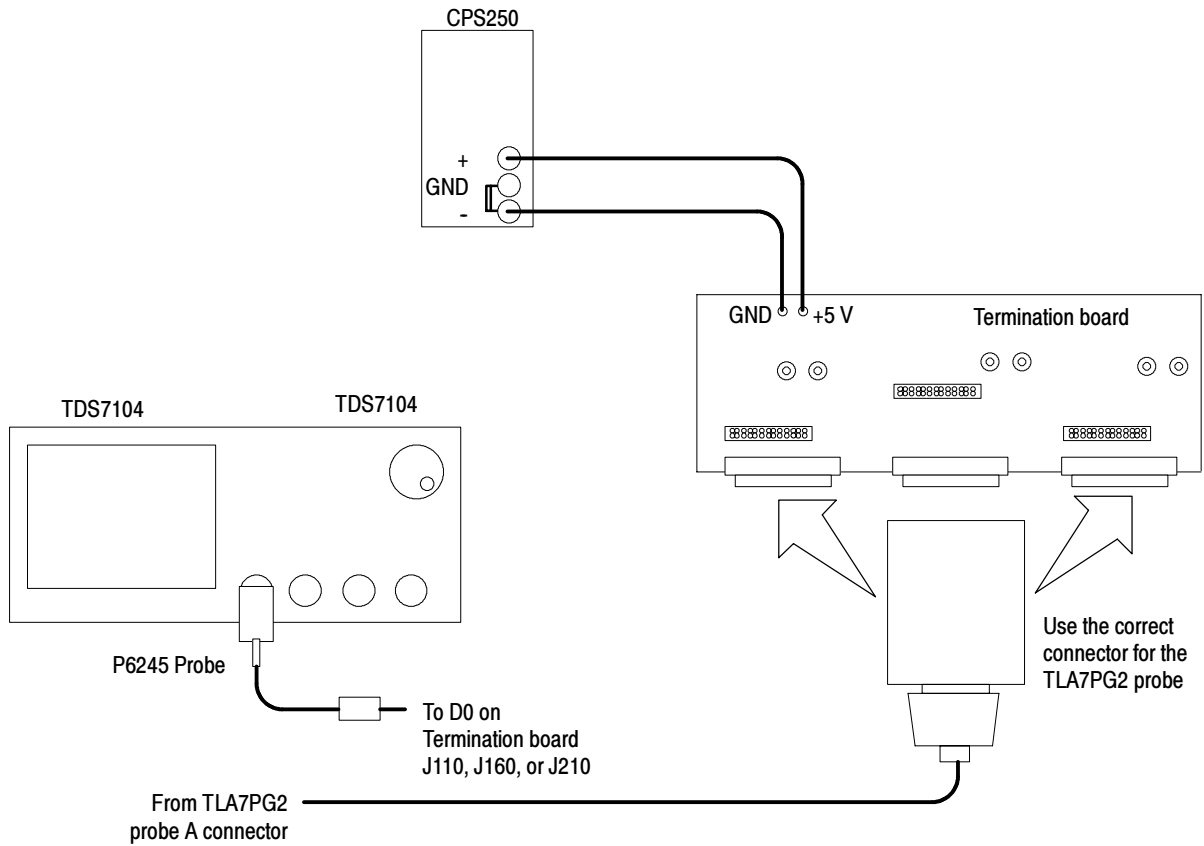 CPS250
+
GND
-
GND
+5 V
Termination board
TDS7104
TDS7104
P6245 Probe
To D0 on
Termination board
J110, J160, or J210
Use the correct
connector for the
TLA7PG2 probe
From TLA7PG2
probe A connector